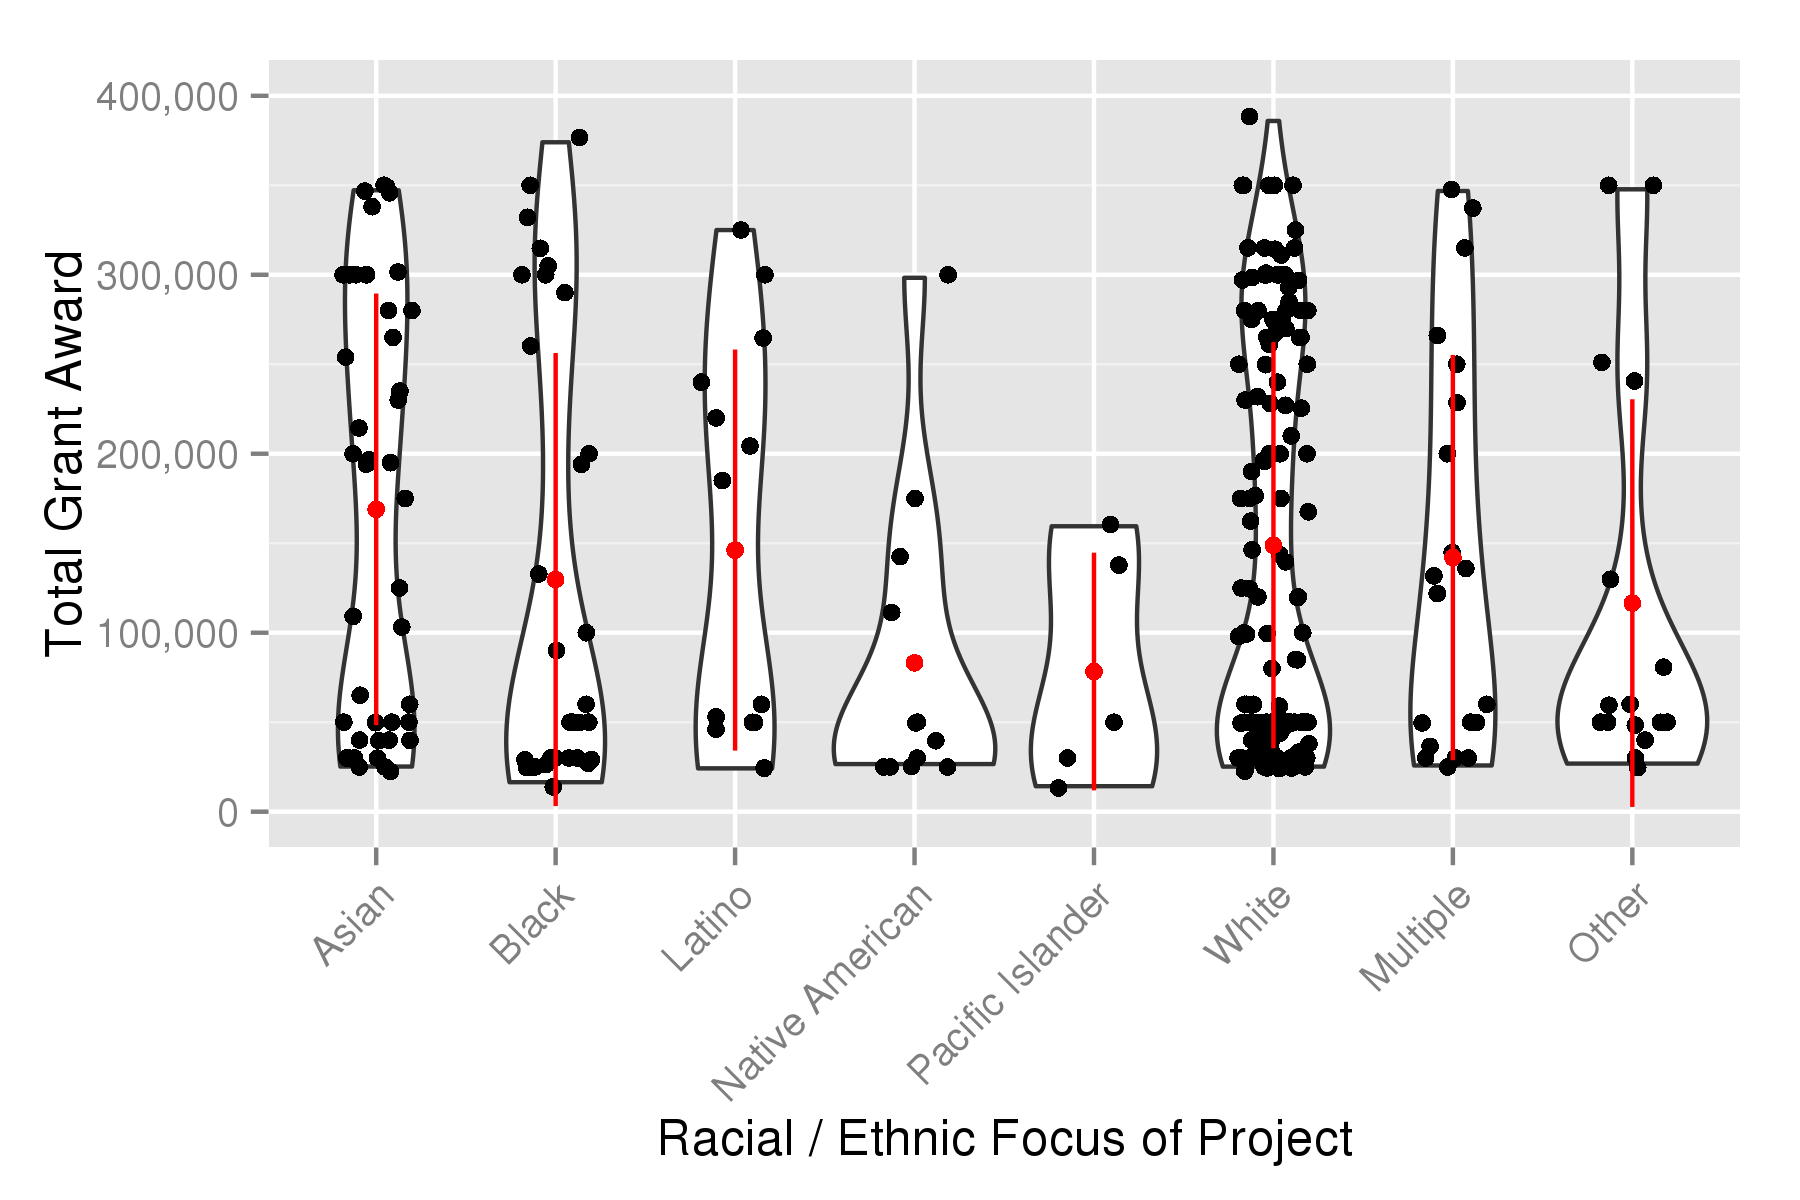 Total Grant Award
400,000
300,000
200,000
100,000
0
Asian
Black
Latino
Native American
Pacific Islander
White
Multiple
Other
Racial / Ethnic Focus of Project